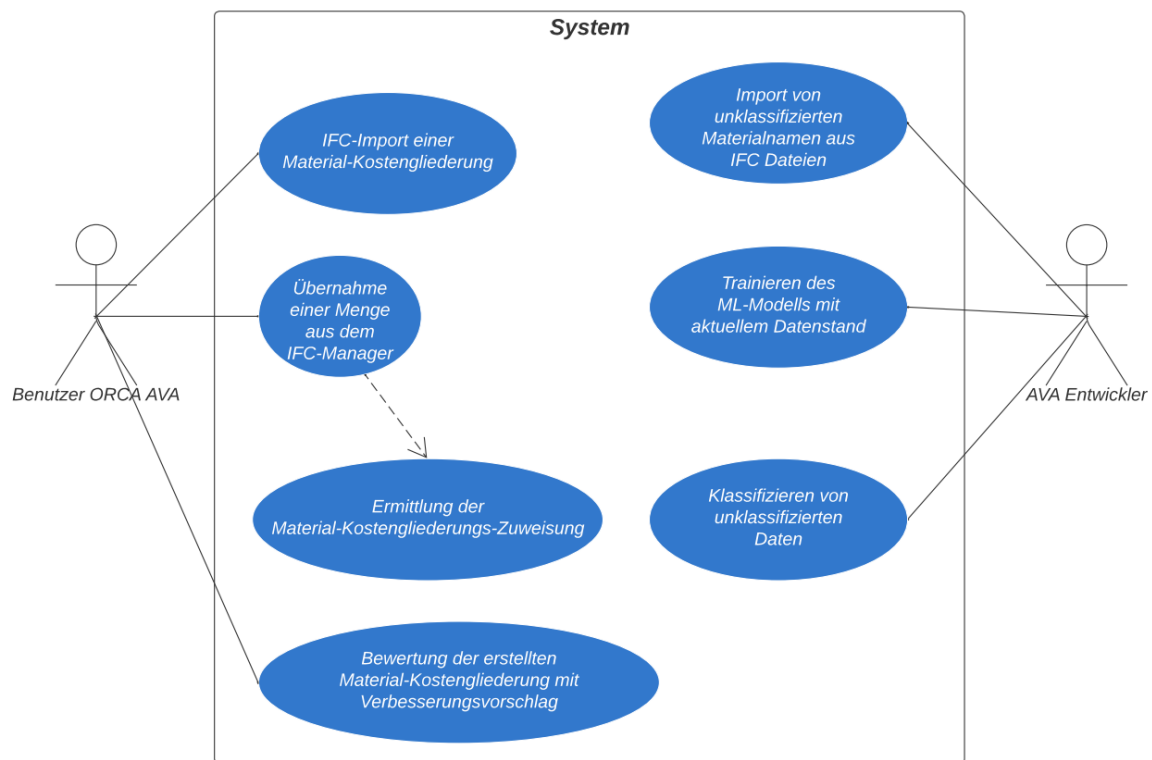 System
IFC-Import einer
Material-Kostengliederung
Import von
unklassifizierten
Materialnamen aus
IFC Dateien
Übernahme
einer Menge
aus dem
IFC-Manager
Trainieren des
ML-Modells mit
aktuellem Datenstand
Benutzer ORCA AVA
AVA Entwickler
Ermittlung der
Material-Kostengliederungs-Zuweisung
Klassifizieren von
unklassifizierten
Daten
Bewertung der erstellten
Material-Kostengliederung mit
Verbesserungsvorschlag